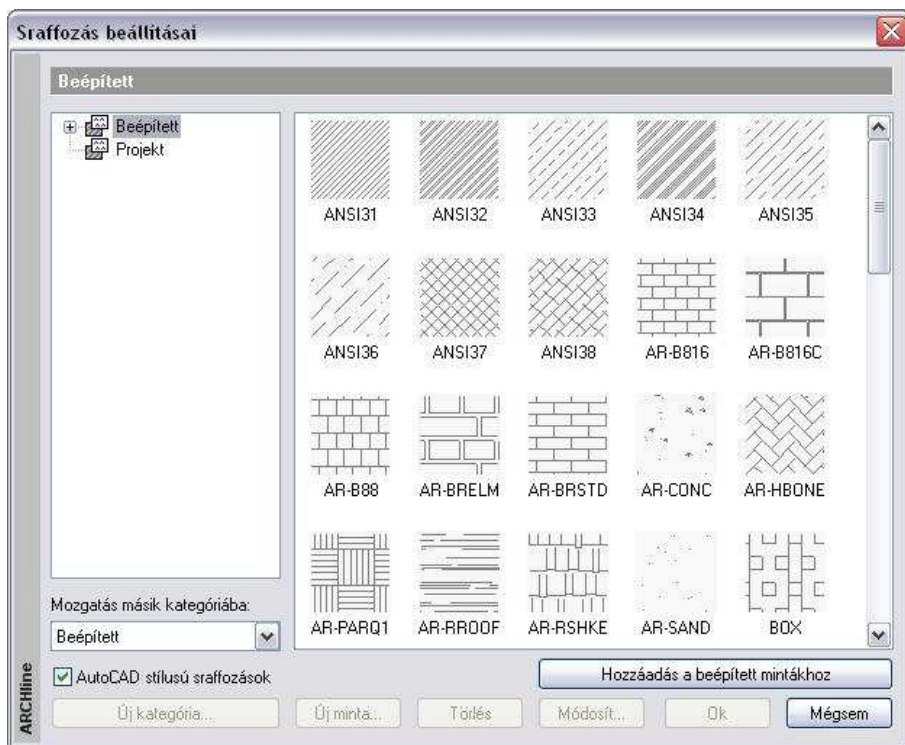 Sraffozás beállításai
Beépített
Beépített
Projekt
ANSI31 ANSI32 ANSI33 ANSI34 ANSI35
ANSI36 ANSI37 ANSI38 AR-B816 AR-B816C
AR-B88 AR-BRELM AR-BRSTD AR-CONC AR-HBONE
AR-PARQ1 AR-RROOF AR-RSHKE AR-SAND BOX
Mozgatás másik kategóriába:
Beépített
AutoCAD stílusú sraffozások
Hozzáadás a beépített mintákhoz
Új kategória... Új minta... Törlés Módosít... Ok Mégsem
ARCHline